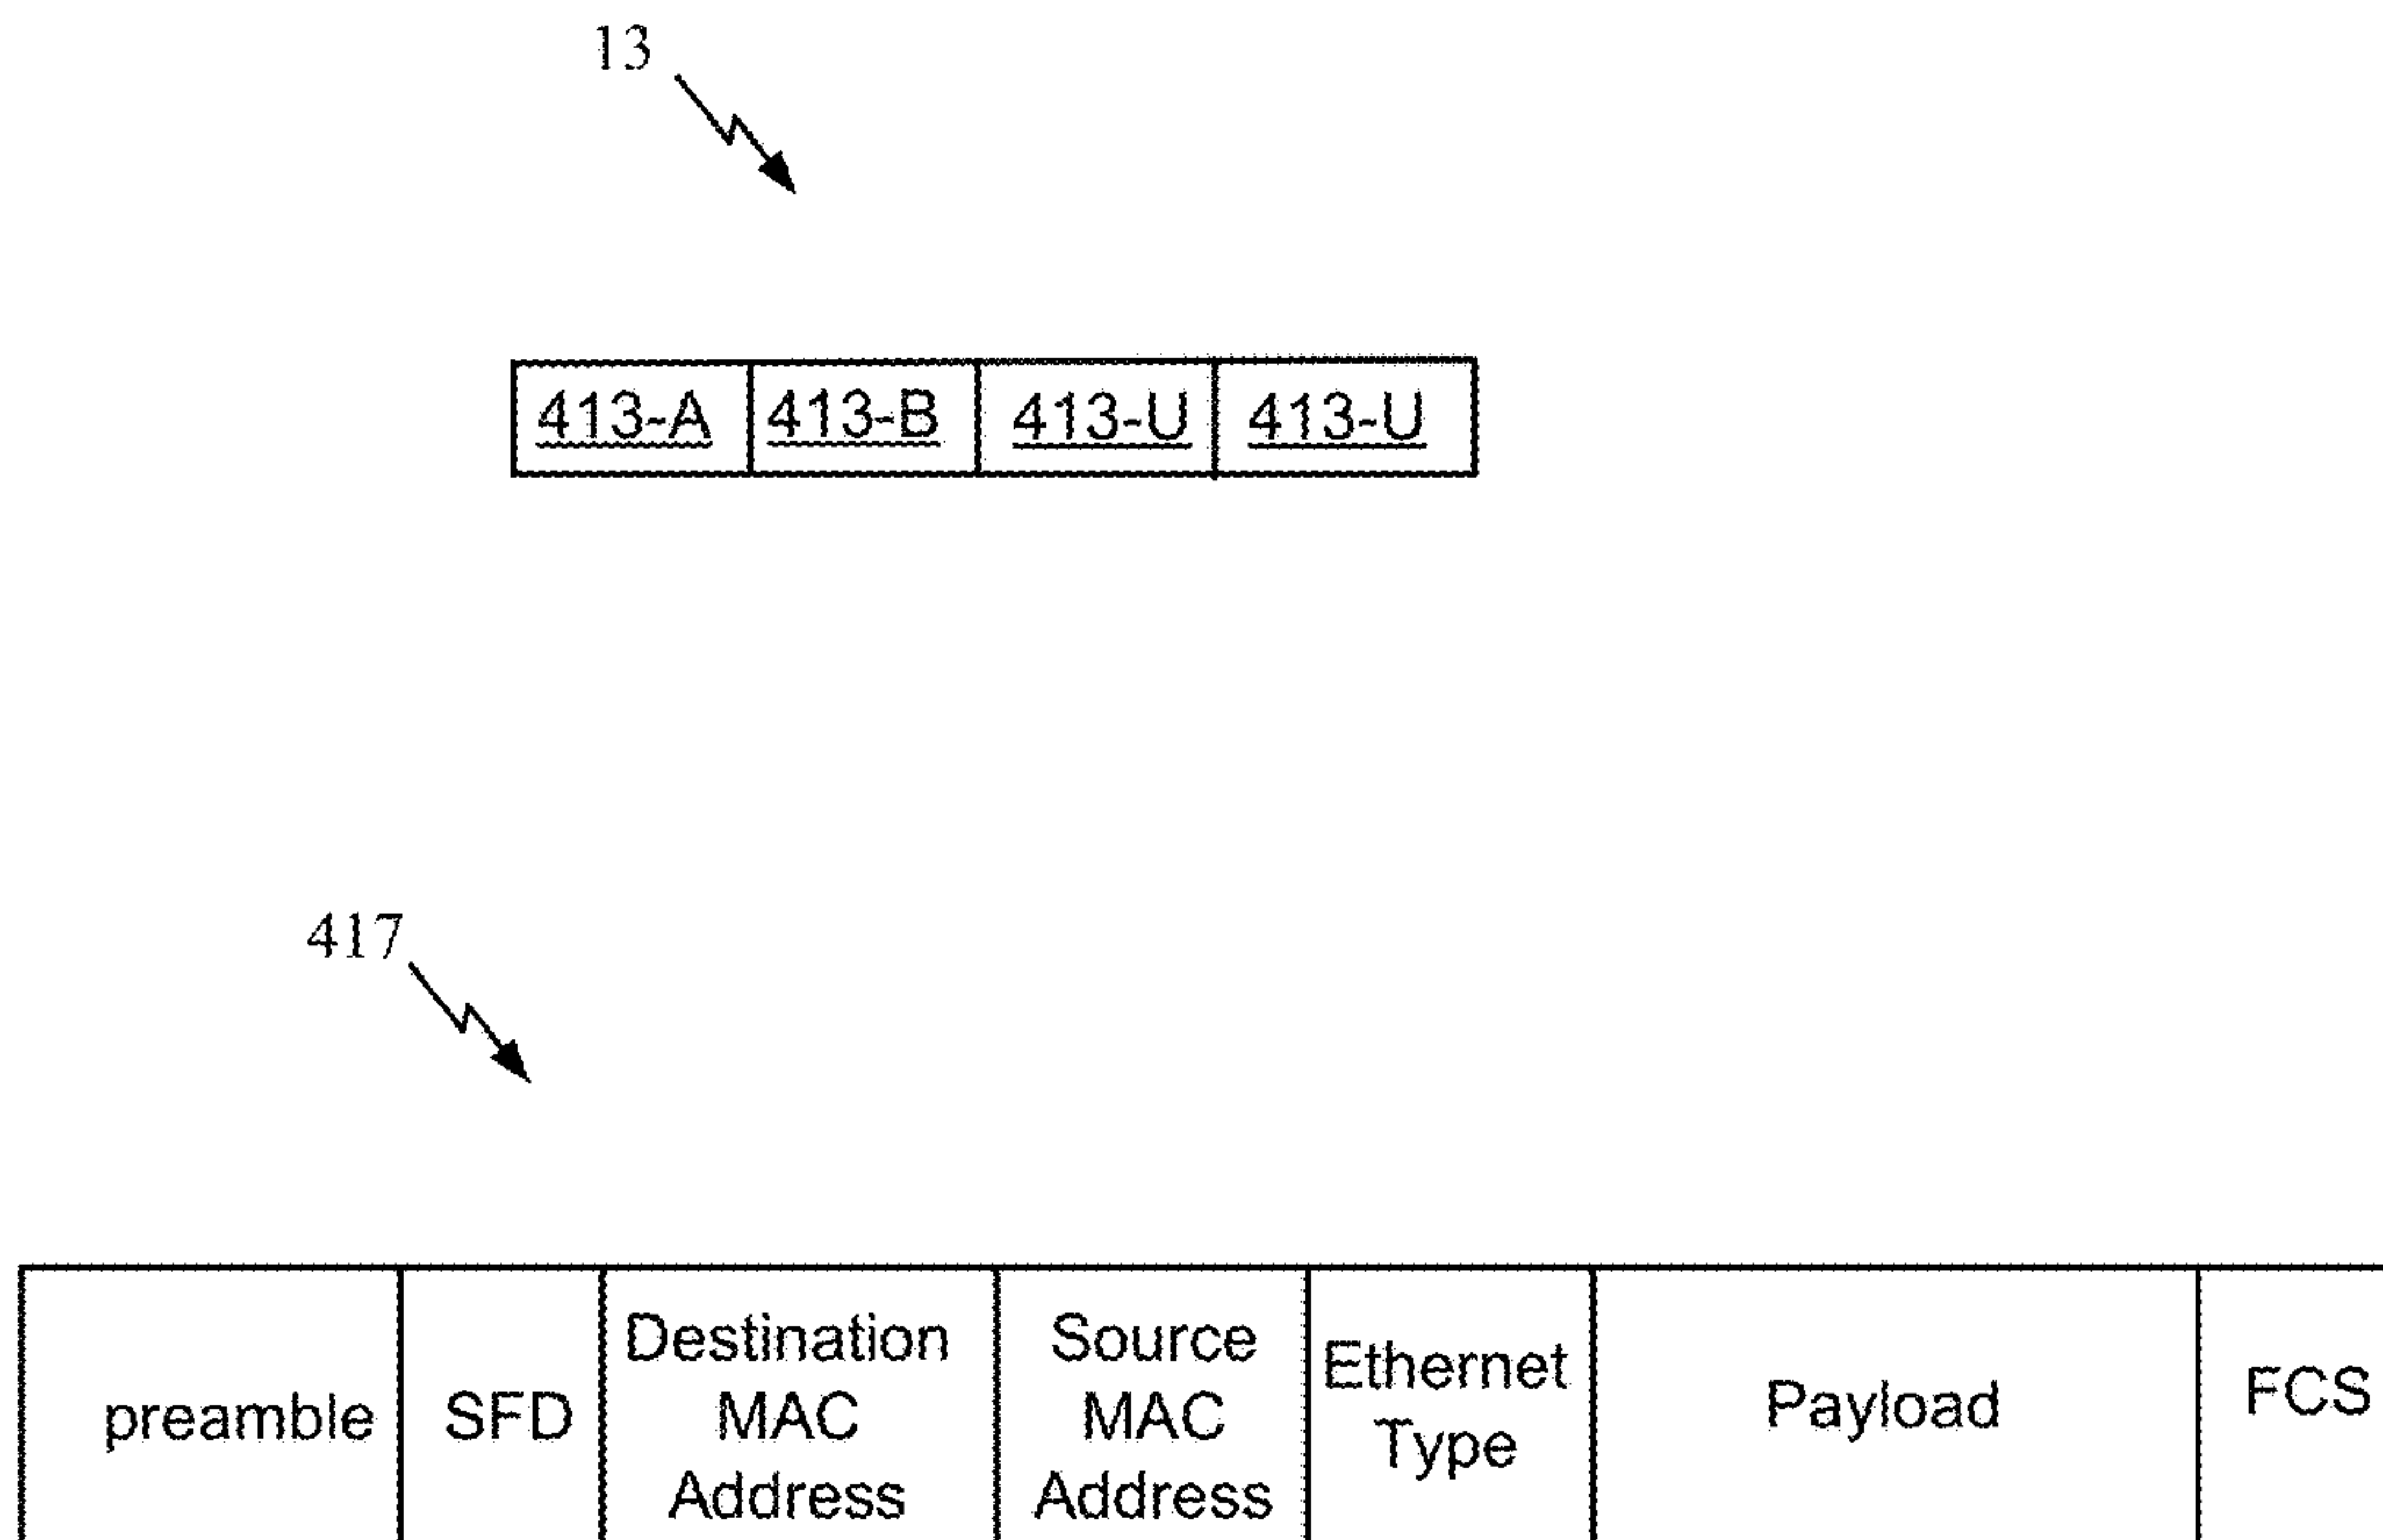 13
413-A 413-B 413-U 413-U
417
preamble SFD Destination MAC Address Source MAC Address Ethernet Type Payload FCS